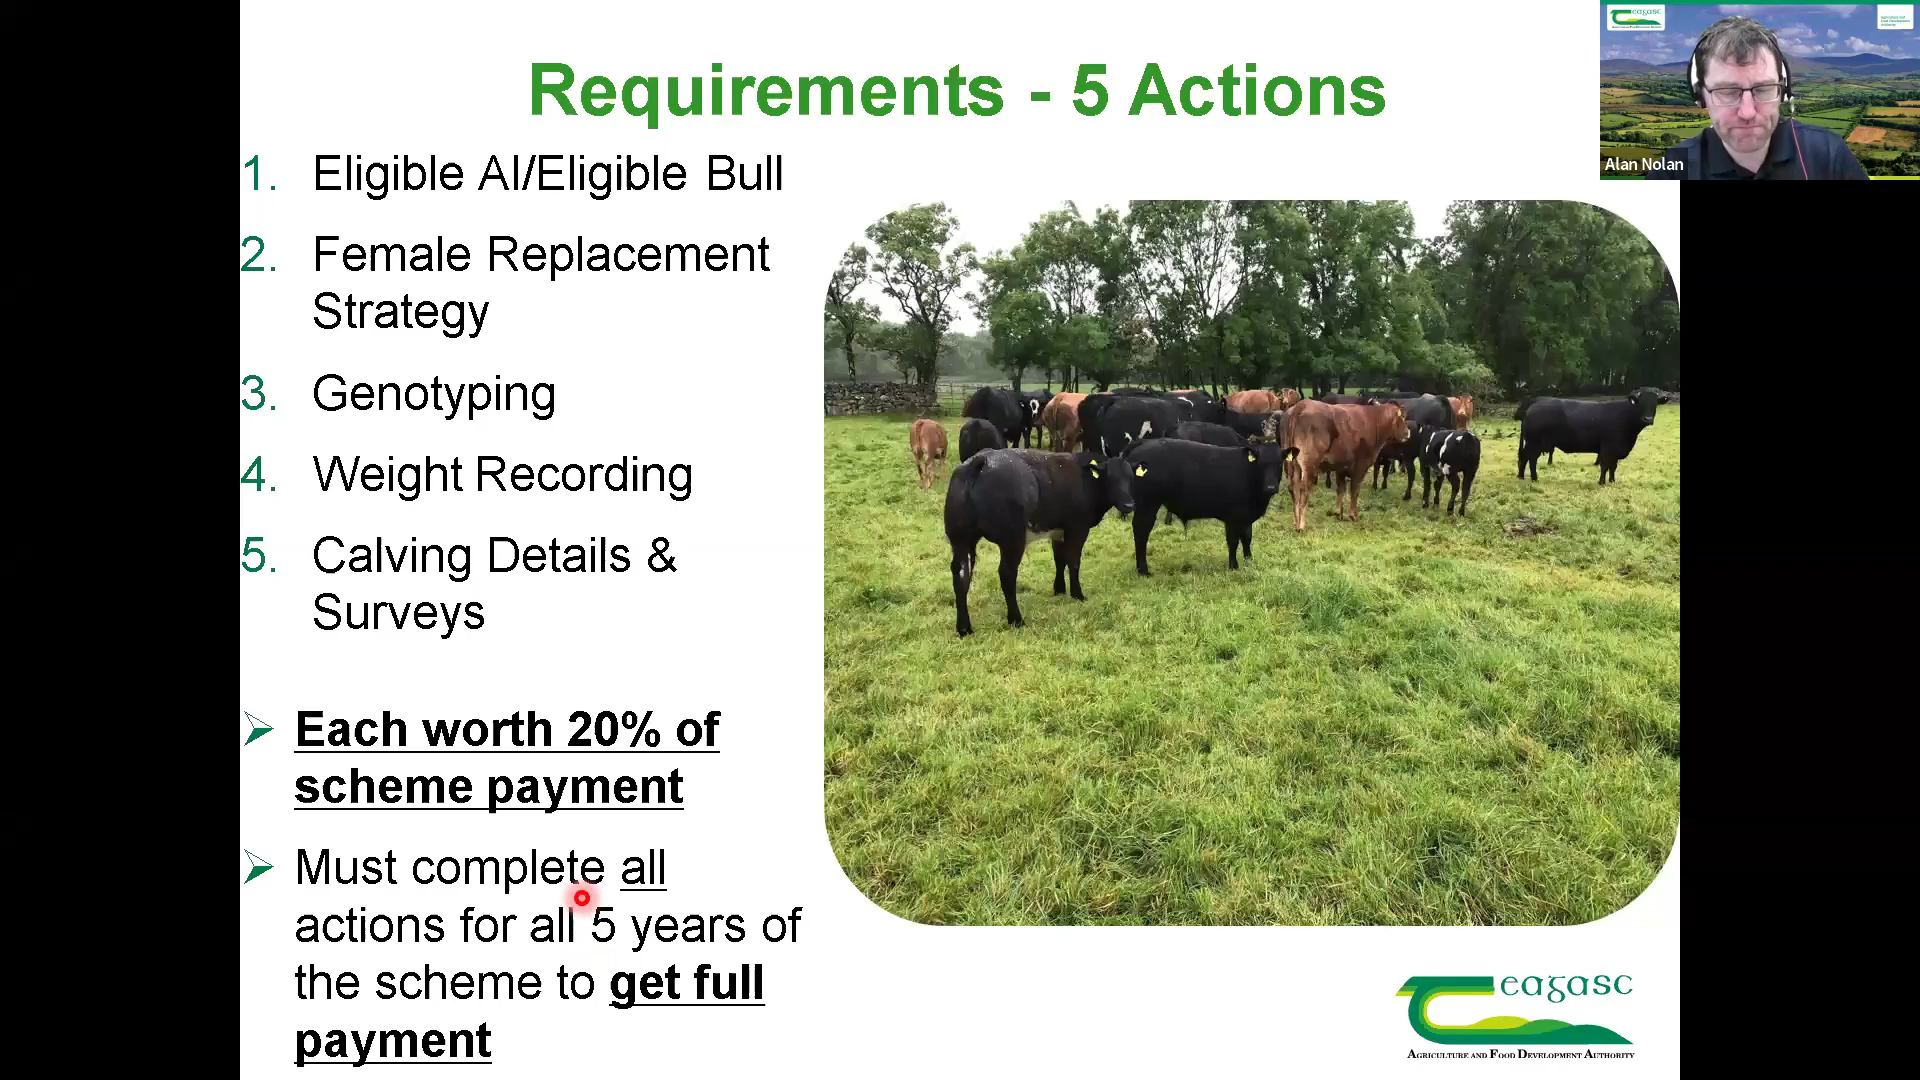 Requirements - 5 Actions
1. Eligible AI/Eligible Bull
2. Female Replacement
Strategy
3. Genotyping
4. Weight Recording
5. Calving Details &
Surveys
Each worth 20% of
scheme payment
Must complete all
actions for all 5 years of
the scheme to get full
payment
eagasc
Alan Nolan
eagasc
AGRICULTURE AND FOOD DEVELOPMENT AUTHORITY